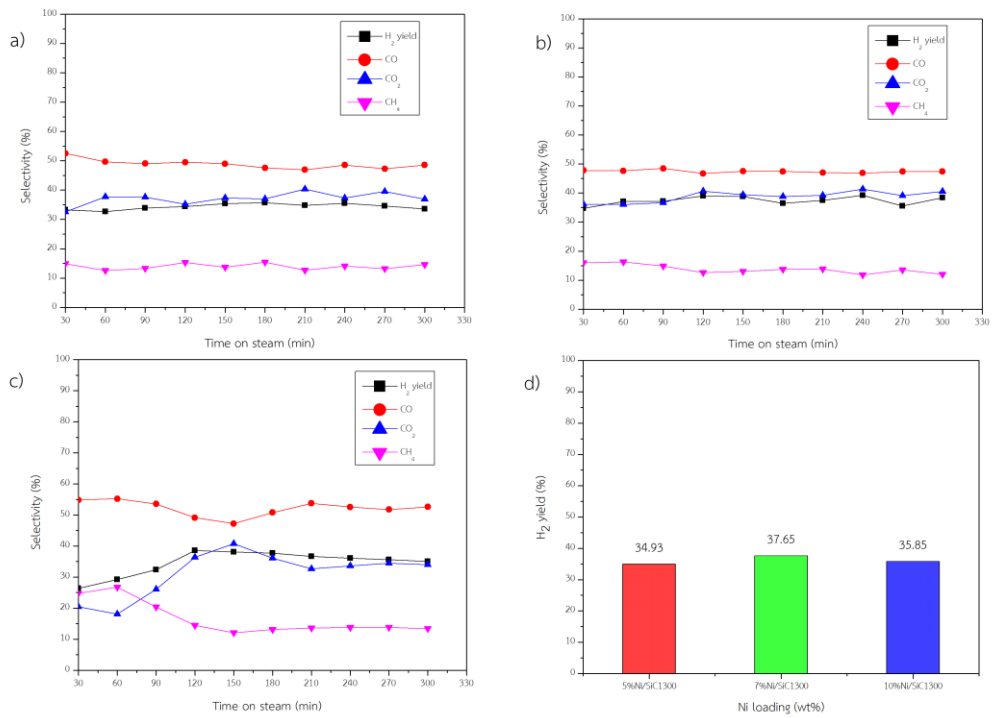 a)
H2 yield
CO
CO2
CH4
Selectivity (%)
100
90
80
70
60
50
40
30
20
10
0
30 60 90 120 150 180 210 240 270 300 330
Time on steam (min)
b)
H2 yield
CO
CO2
CH4
Selectivity (%)
100
90
80
70
60
50
40
30
20
10
0
30 60 90 120 150 180 210 240 270 300 330
Time on steam (min)
c)
H2 yield
CO
CO2
CH4
Selectivity (%)
100
90
80
70
60
50
40
30
20
10
0
30 60 90 120 150 180 210 240 270 300 330
Time on steam (min)
d)
H2 yield (%)
100
90
80
70
60
50
40
30
20
10
0
34.93 37.65 35.85
5%Ni/SiC1300 7%Ni/SiC1300 10%Ni/SiC1300
Ni loading (wt%)